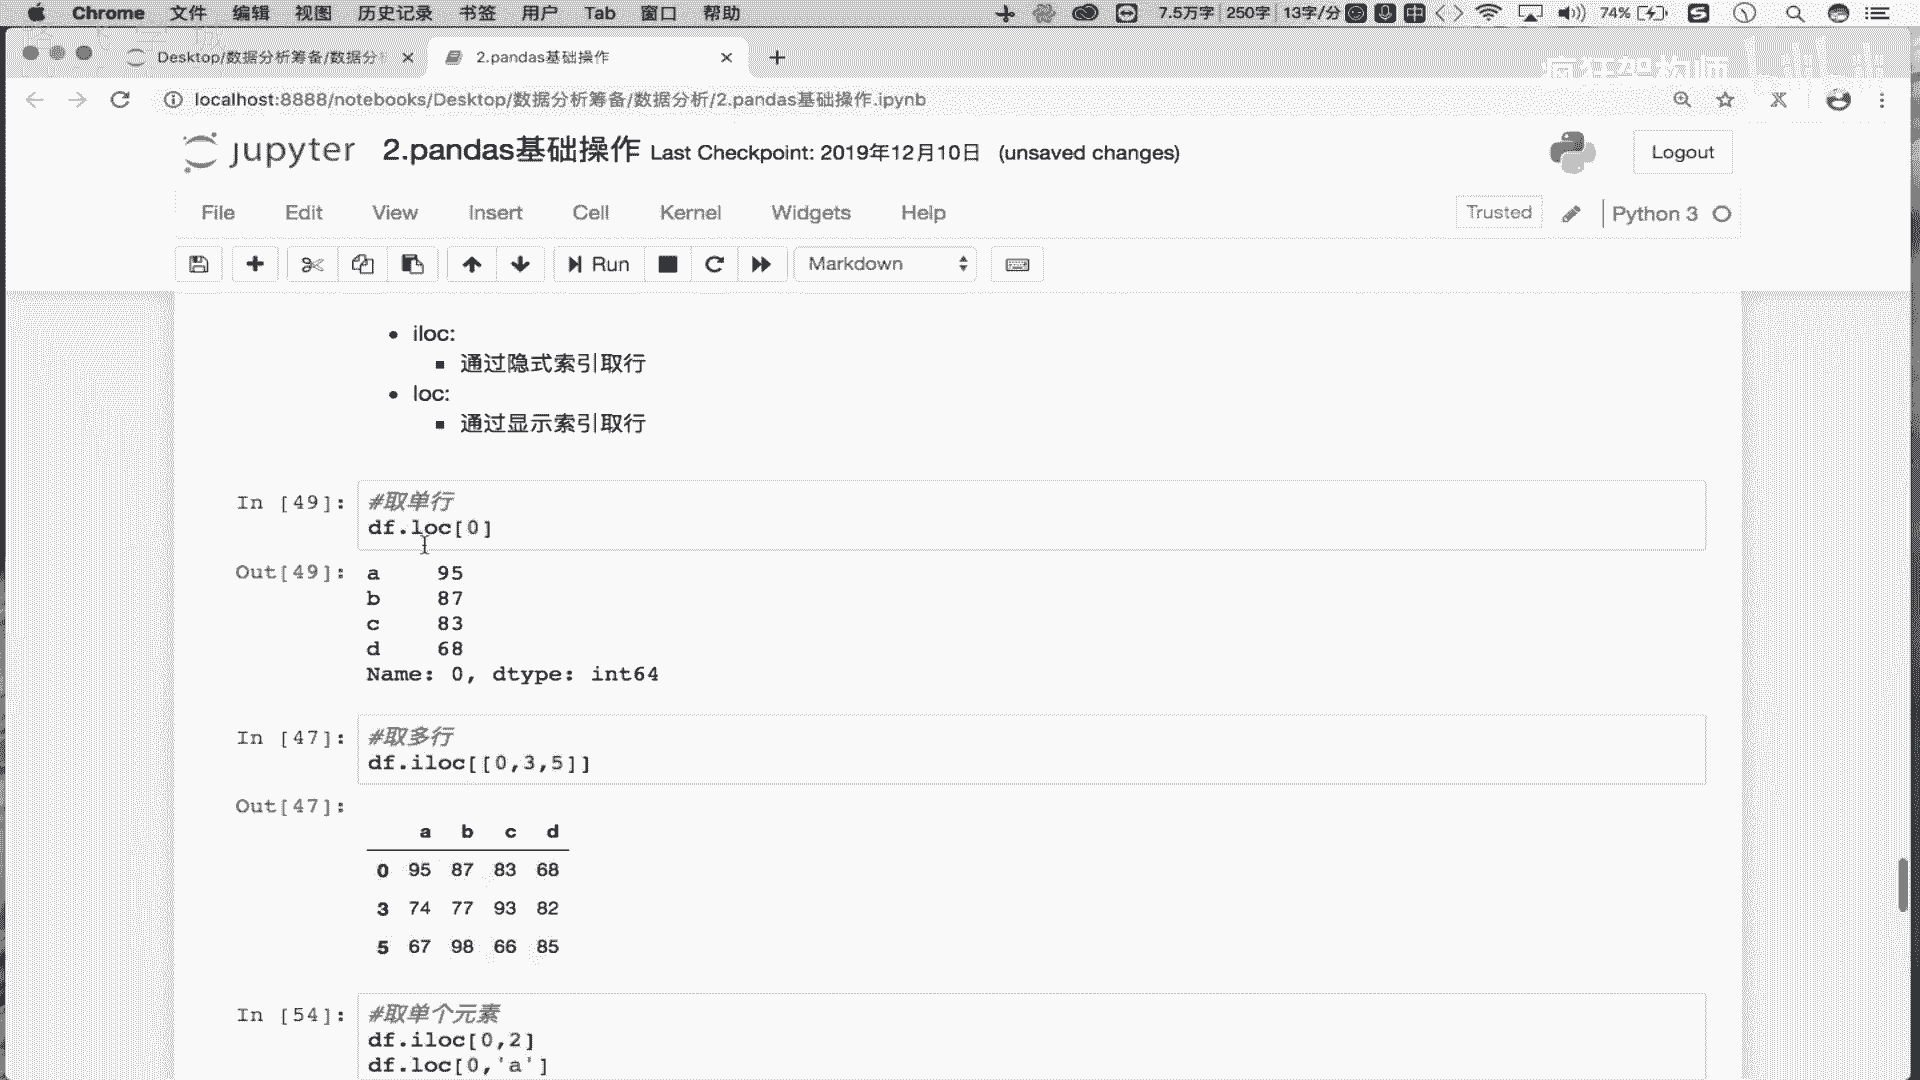 Chrome 文件 编辑 视图 历史记录 书签 用户 Tab 窗口 帮助 7.5万字 250字 13字/分 中 74%
Desktop/数据分析筹备/数据分析 2.pandas基础操作
疯狂架构师 bilibili
localhost:8888/notebooks/Desktop/数据分析筹备/数据分析/2.pandas基础操作.ipynb
jupyter 2.pandas基础操作 Last Checkpoint: 2019年12月10日 (unsaved changes) Logout
File Edit View Insert Cell Kernel Widgets Help Trusted Python 3
Run Markdown
iloc:
通过隐式索引取行
loc:
通过显示索引取行
In [49]: #取单行
df.loc[0]
Out[49]: a 95
b 87
c 83
d 68
Name: 0, dtype: int64
In [47]: #取多行
df.iloc[[0,3,5]]
Out[47]:
a b c d
0 95 87 83 68
3 74 77 93 82
5 67 98 66 85
In [54]: #取单个元素
df.iloc[0,2]
df.loc[0,'a']